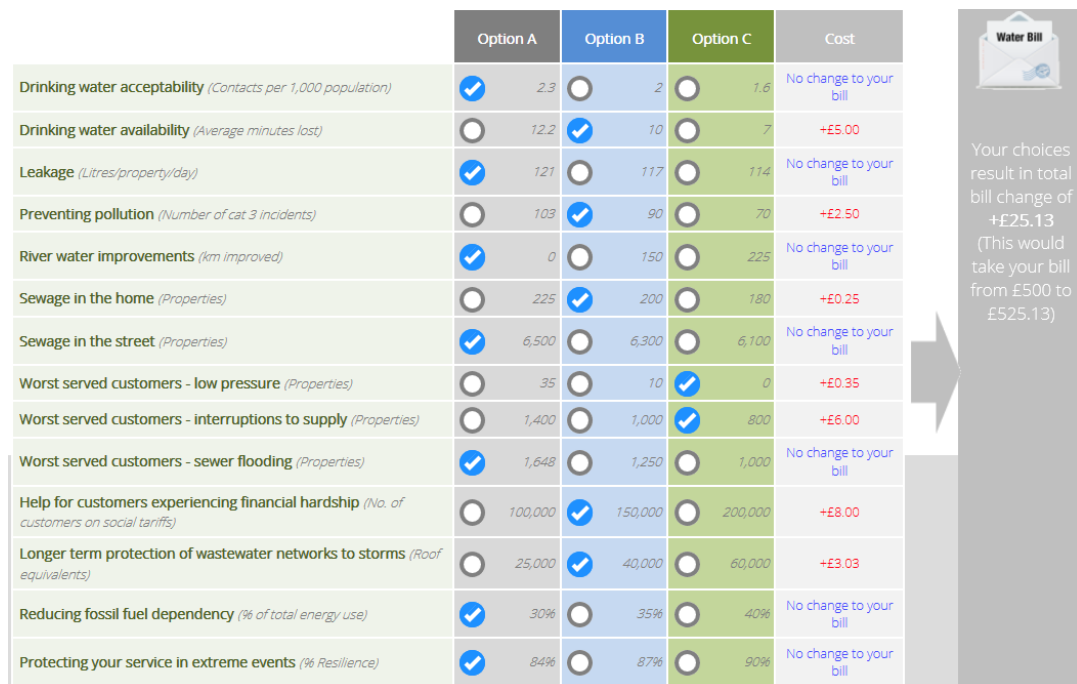 Option A Option B Option C Cost
Water Bill
Drinking water acceptability (Contacts per 1,000 population) 2.3 2 1.6 No change to your
bill
Drinking water availability (Average minutes lost) 12.2 10 7 +£5.00
Leakage (Litres/property/day) 121 117 114 No change to your
bill
Preventing pollution (Number of cat 3 incidents) 103 90 70 +£2.50
River water improvements (km improved) 0 150 225 No change to your
bill
Sewage in the home (Properties) 225 200 180 +£0.25
Sewage in the street (Properties) 6,500 6,300 6,100 No change to your
bill
Worst served customers - low pressure (Properties) 35 10 0 +£0.35
Worst served customers - interruptions to supply (Properties) 1,400 1,000 800 +£6.00
Worst served customers - sewer flooding (Properties) 1,648 1,250 1,000 No change to your
bill
Help for customers experiencing financial hardship (No. of
customers on social tariffs) 100,000 150,000 200,000 +£8.00
Longer term protection of wastewater networks to storms (Roof
equivalents) 25,000 40,000 60,000 +£3.03
Reducing fossil fuel dependency (% of total energy use) 30% 35% 40% No change to your
bill
Protecting your service in extreme events (% Resilience) 84% 87% 90% No change to your
bill
Your choices
result in total
bill change of
+£25.13
(This would
take your bill
from £500 to
£525.13)